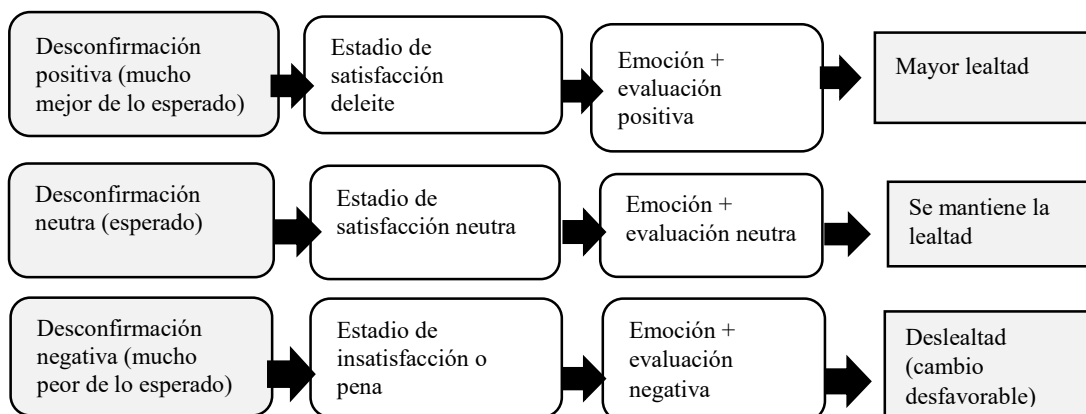 Desconfirmación
positiva (mucho
mejor de lo esperado)
Estadio de
satisfacción
deleite
Emoción +
evaluación
positiva
Mayor lealtad
Desconfirmación
neutra (esperado)
Estadio de
satisfacción neutra
Emoción +
evaluación neutra
Se mantiene la
lealtad
Desconfirmación
negativa (mucho
peor de lo esperado)
Estadio de
insatisfacción o
pena
Emoción +
evaluación
negativa
Deslealtad
(cambio
desfavorable)